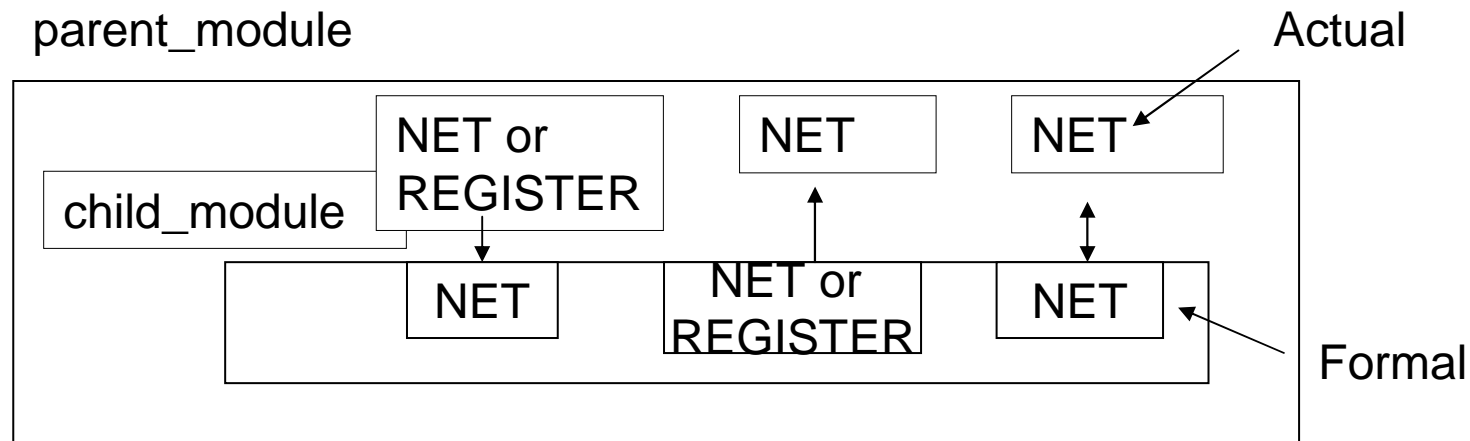 parent_module
Actual
NET or
REGISTER
NET
NET
child_module
NET
NET or
REGISTER
NET
Formal